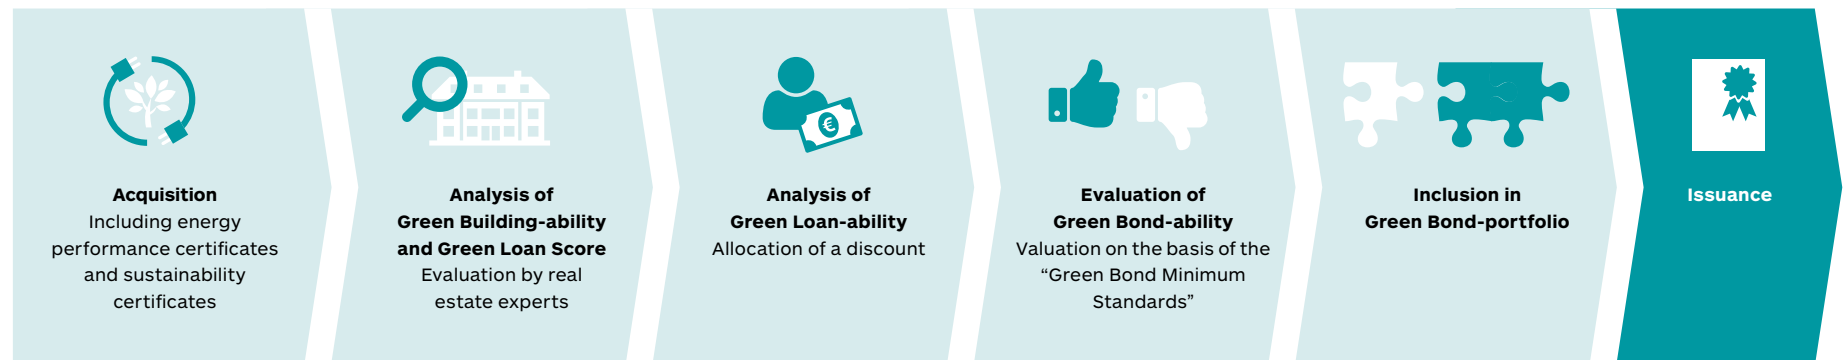 Acquisition
Including energy
performance certificates
and sustainability
certificates
Analysis of
Green Building-ability
and Green Loan Score
Evaluation by real
estate experts
€
Analysis of
Green Loan-ability
Allocation of a discount
Evaluation of
Green Bond-ability
Valuation on the basis of the
“Green Bond Minimum
Standards”
Inclusion in
Green Bond-portfolio
Issuance